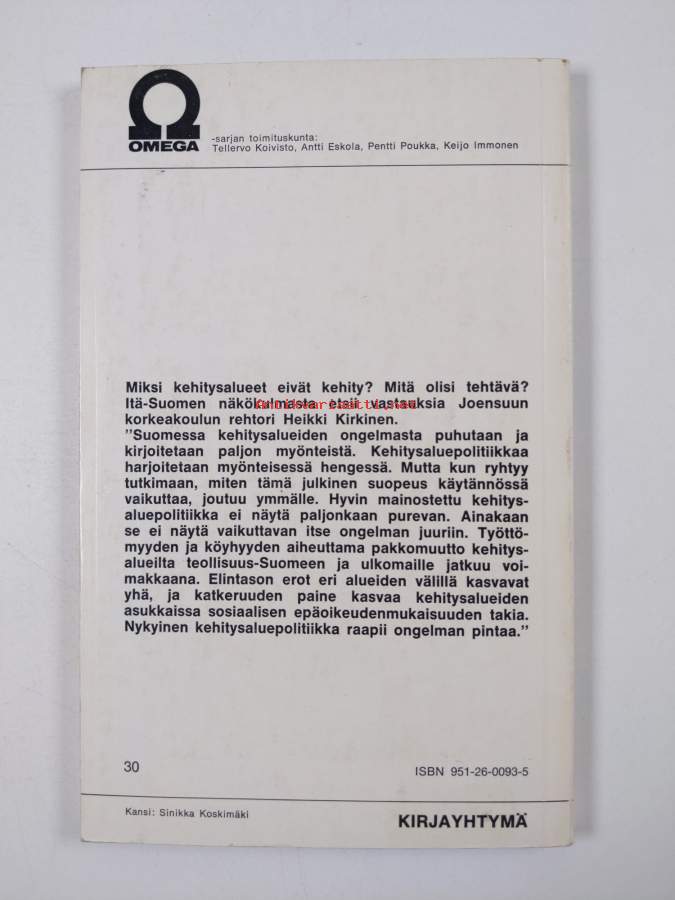 OMEGA
-sarjan toimituskunta:
Tellervo Koivisto, Antti Eskola, Pentti Poukka, Keijo Immonen
Miksi kehitysalueet eivät kehity? Mitä olisi tehtävä?
Itä-Suomen näkökulmasta etsii vastauksia Joensuun
korkeakoulun rehtori Heikki Kirkinen.
"Suomessa kehitysalueiden ongelmasta puhutaan ja
kirjoitetaan paljon myönteistä. Kehitysaluepolitiikkaa
harjoitetaan myönteisessä hengessä. Mutta kun ryhtyy
tutkimaan, miten tämä julkinen suopeus käytännössä
vaikuttaa, joutuu ymmälle. Hyvin mainostettu kehitys-
aluepolitiikka ei näytä paljonkaan purevan. Ainakaan
se ei näytä vaikuttavan itse ongelman juuriin. Työttö-
myyden ja köyhyyden aiheuttama pakkomuutto kehitys-
alueilta teollisuus-Suomeen ja ulkomaille jatkuu voi-
makkaana. Elintason erot eri alueiden välillä kasvavat
yhä, ja katkeruuden paine kasvaa kehitysalueiden
asukkaissa sosiaalisen epäoikeudenmukaisuuden takia.
Nykyinen kehitysaluepolitiikka raapii ongelman pintaa."
30
ISBN 951-26-0093-5
Kansi: Sinikka Koskimäki
KIRJAYHTYMÄ